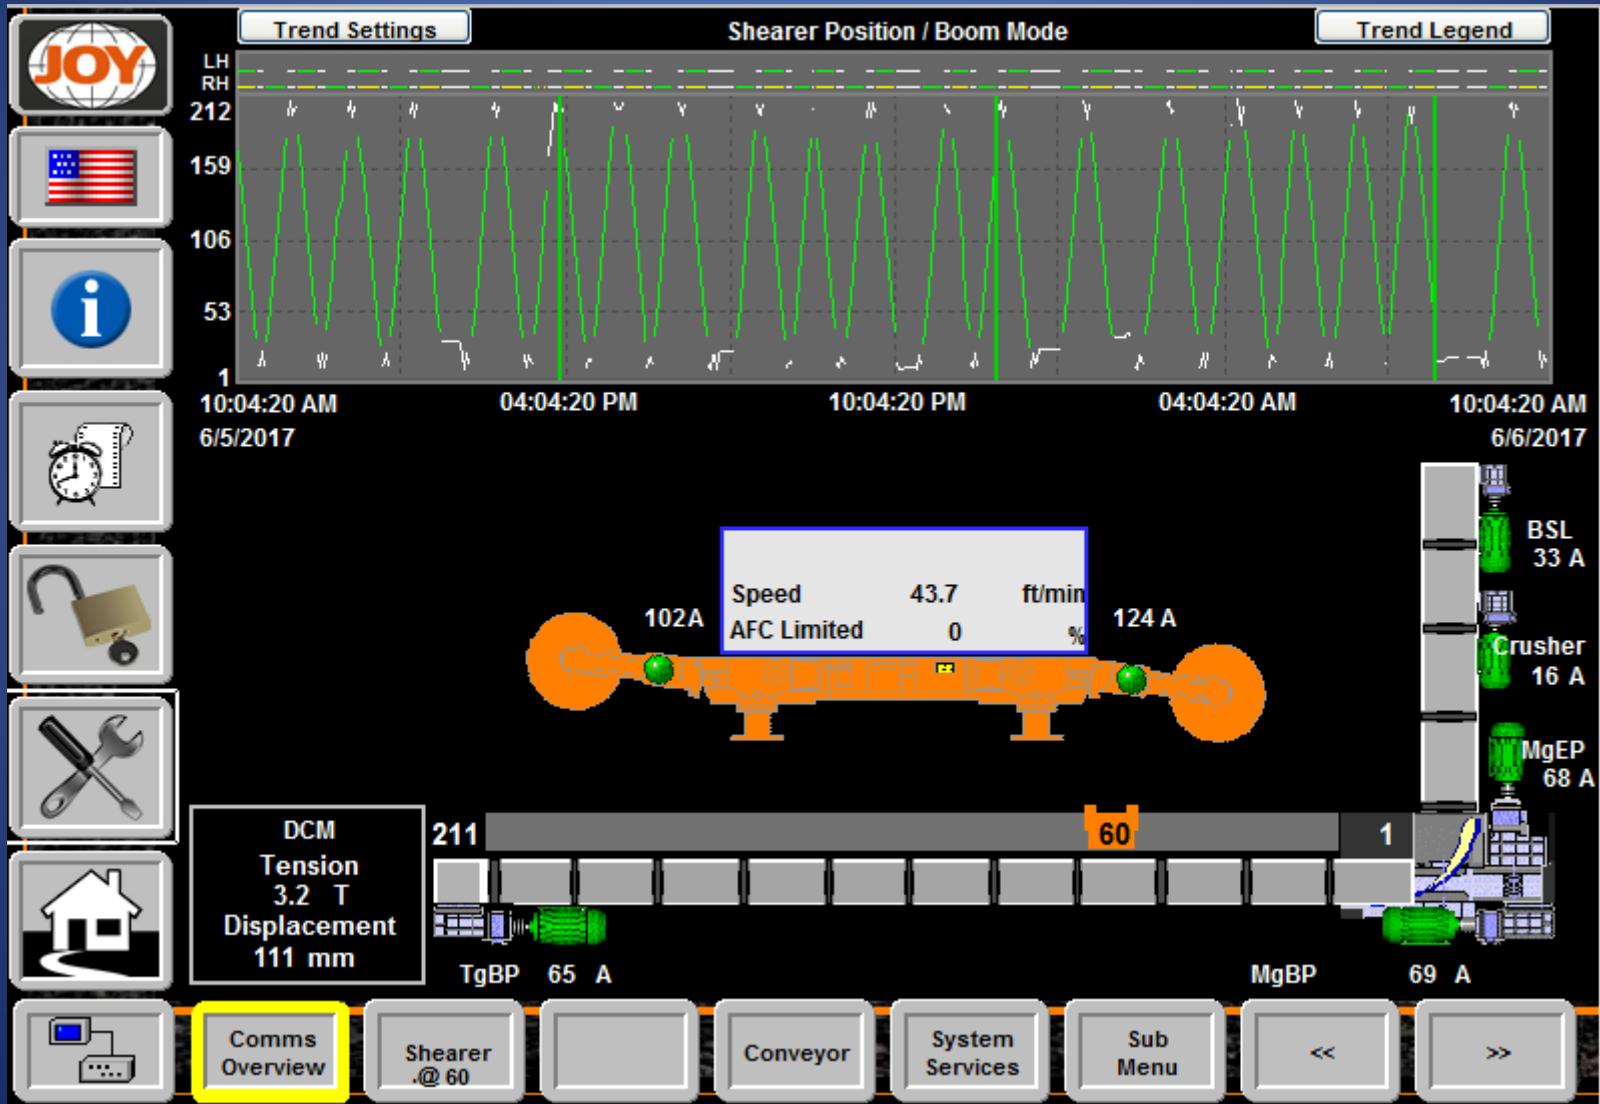 JOY
Trend Settings
Shearer Position / Boom Mode
Trend Legend
LH
RH
212
159
106
53
1
10:04:20 AM
04:04:20 PM
10:04:20 PM
04:04:20 AM
10:04:20 AM
6/5/2017
6/6/2017
BSL
33 A
Speed 43.7 ft/min
AFC Limited 0 %
102A
124 A
Crusher
16 A
MgEP
68 A
DCM
Tension
3.2 T
Displacement
111 mm
211
60
1
TgBP 65 A
MgBP 69 A
Comms
Overview
Shearer
.@ 60
Conveyor
System
Services
Sub
Menu
<<
>>